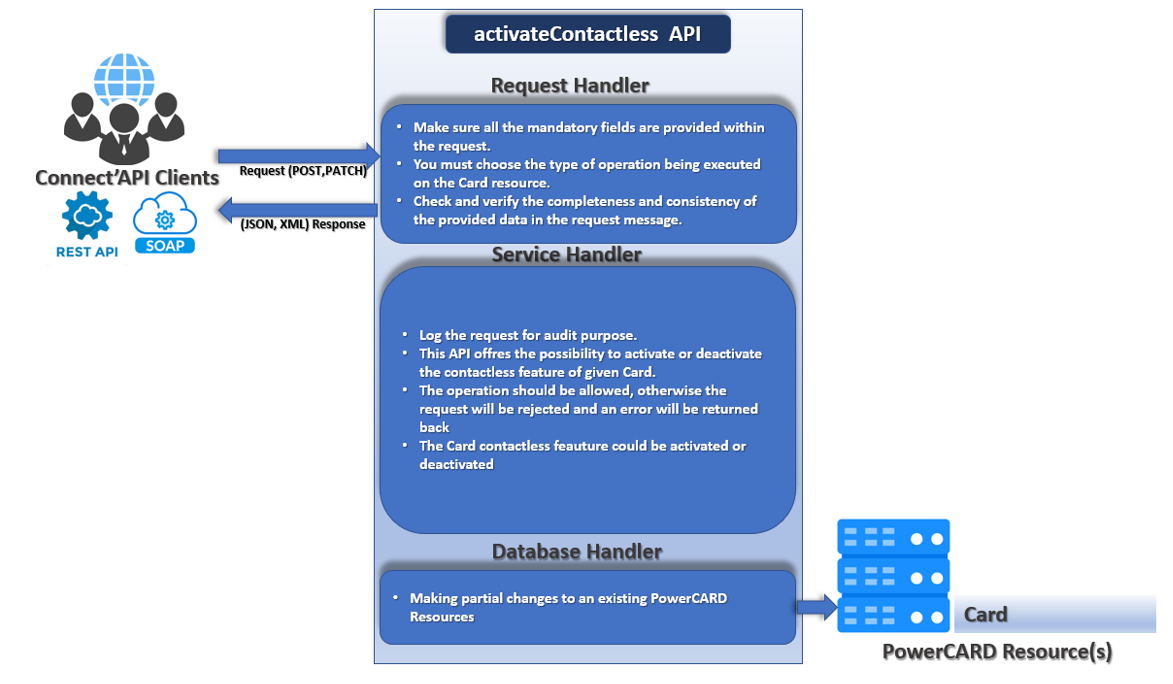 activateContactless API
Request Handler
• Make sure all the mandatory fields are provided within
the request.
• You must choose the type of operation being executed
on the Card resource.
• Check and verify the completeness and consistency of
the provided data in the request message.
Connect'API Clients
REST API
SOAP
Request (POST,PATCH)
(JSON, XML) Response
Service Handler
• Log the request for audit purpose.
• This API offres the possibility to activate or deactivate
the contactless feature of given Card.
• The operation should be allowed, otherwise the
request will be rejected and an error will be returned
back
• The Card contactless feauture could be activated or
deactivated
Database Handler
• Making partial changes to an existing PowerCARD
Resources
Card
PowerCARD Resource(s)